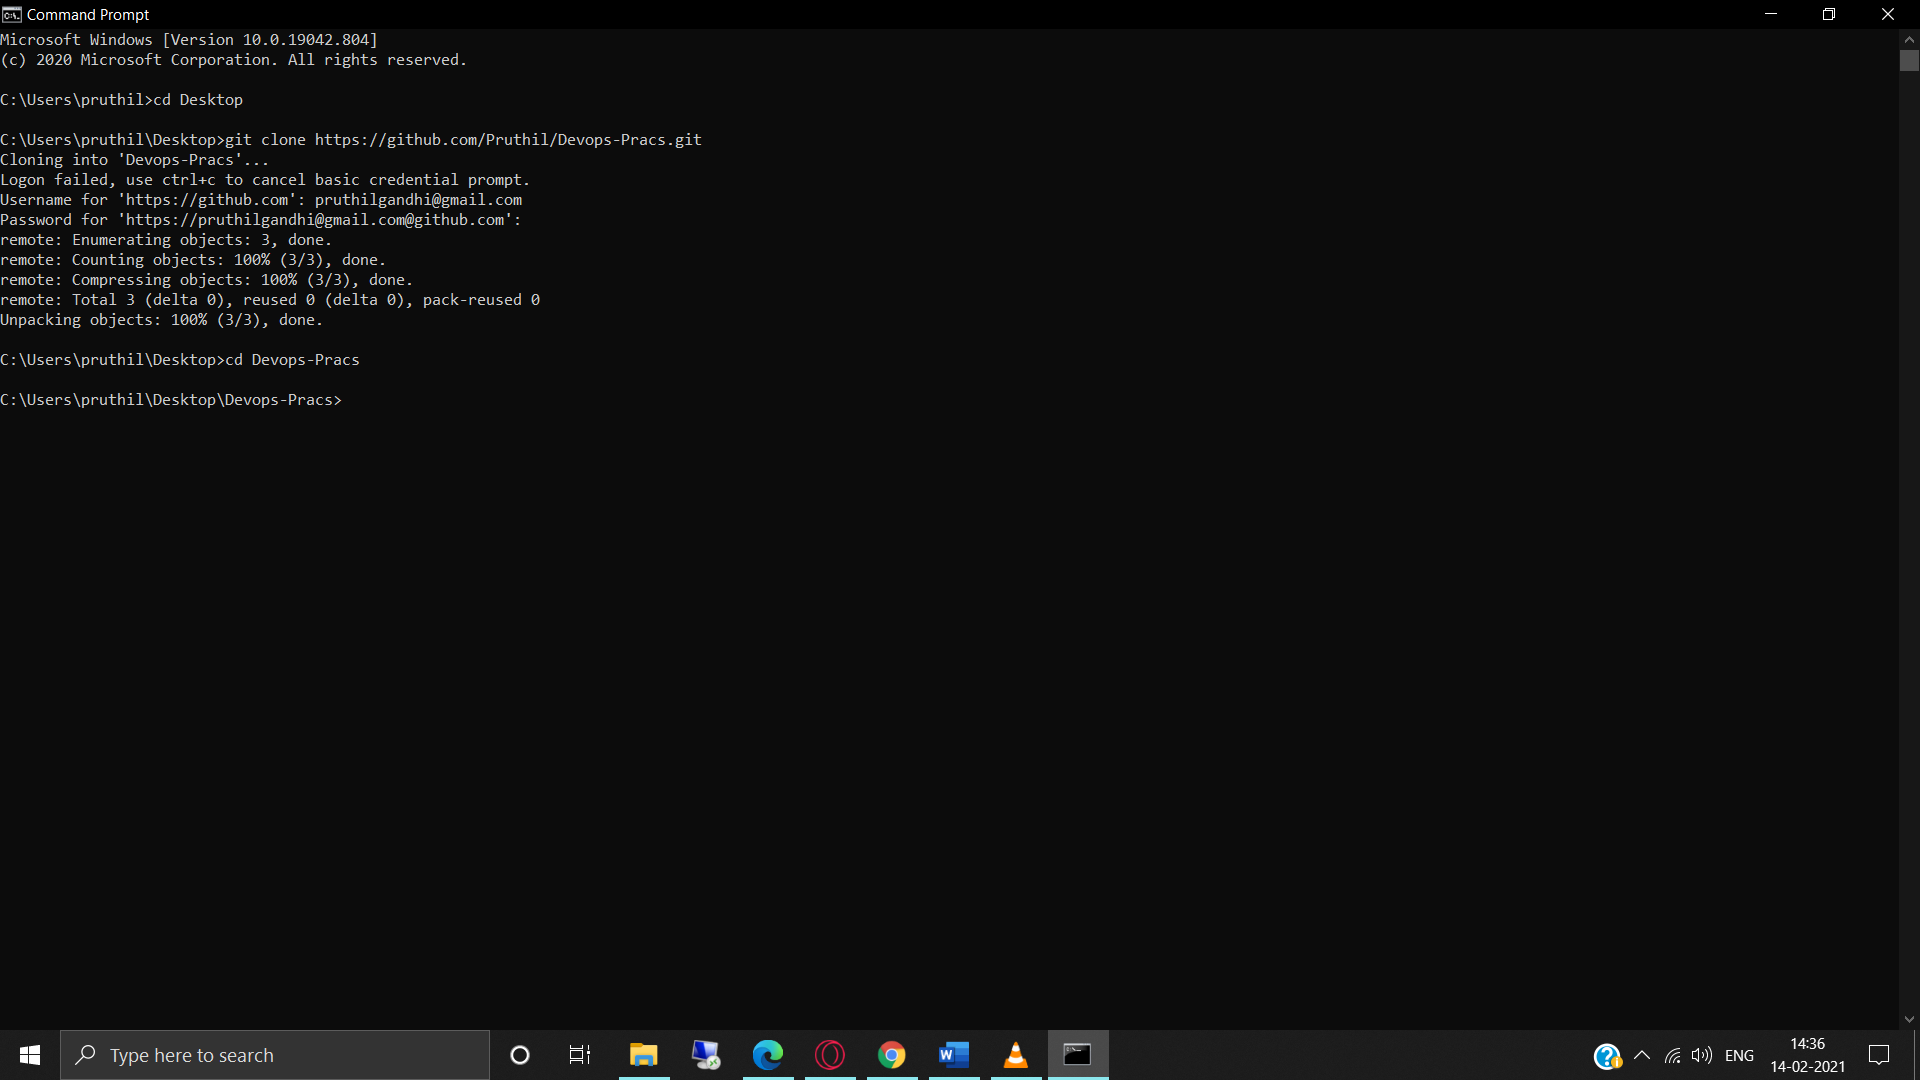 Command Prompt
Microsoft Windows [Version 10.0.19042.804]
(c) 2020 Microsoft Corporation. All rights reserved.
C:\Users\pruthil>cd Desktop
C:\Users\pruthil\Desktop>git clone https://github.com/Pruthil/Devops-Pracs.git
Cloning into 'Devops-Pracs'...
Logon failed, use ctrl+c to cancel basic credential prompt.
Username for 'https://github.com': pruthilgandhi@gmail.com
Password for 'https://pruthilgandhi@gmail.com@github.com':
remote: Enumerating objects: 3, done.
remote: Counting objects: 100% (3/3), done.
remote: Compressing objects: 100% (3/3), done.
remote: Total 3 (delta 0), reused 0 (delta 0), pack-reused 0
Unpacking objects: 100% (3/3), done.
C:\Users\pruthil\Desktop>cd Devops-Pracs
C:\Users\pruthil\Desktop\Devops-Pracs>
Type here to search
ENG
14:36
14-02-2021